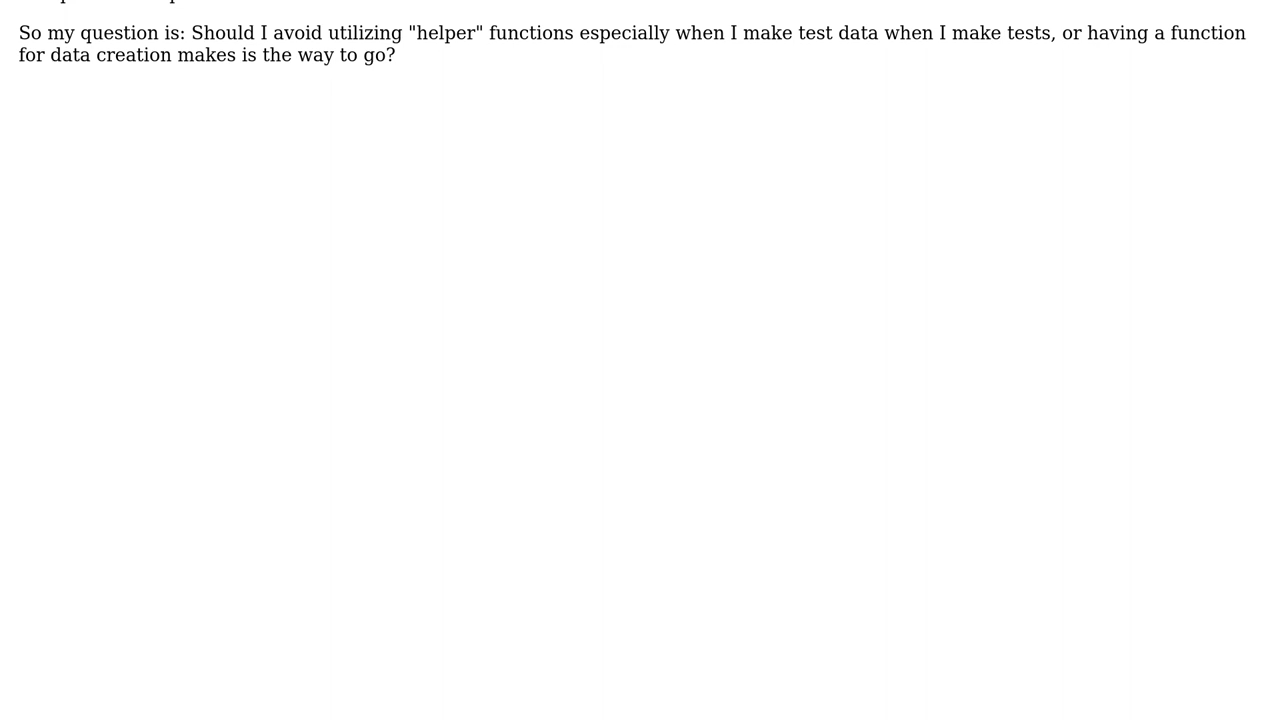 So my question is: Should I avoid utilizing "helper" functions especially when I make test data when I make tests, or having a function
for data creation makes is the way to go?